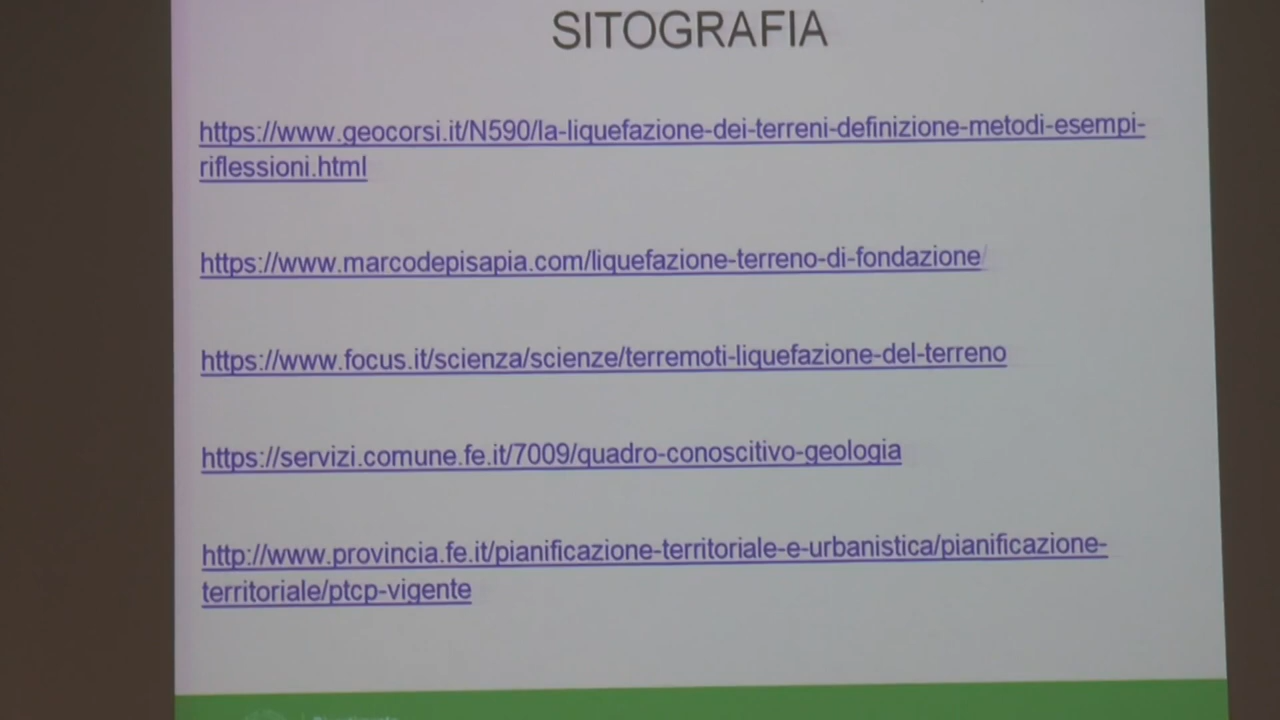 SITOGRAFIA
https://www.geocorsi.it/N590/la-liquefazione-dei-terreni-definizione-metodi-esempi-
riflessioni.html
https://www.marcodepisapia.com/liquefazione-terreno-di-fondazione/
https://www.focus.it/scienza/scienze/terremoti-liquefazione-del-terreno
https://servizi.comune.fe.it/7009/quadro-conoscitivo-geologia
http://www.provincia.fe.it/pianificazione-territoriale-e-urbanistica/pianificazione-
territoriale/ptcp-vigente